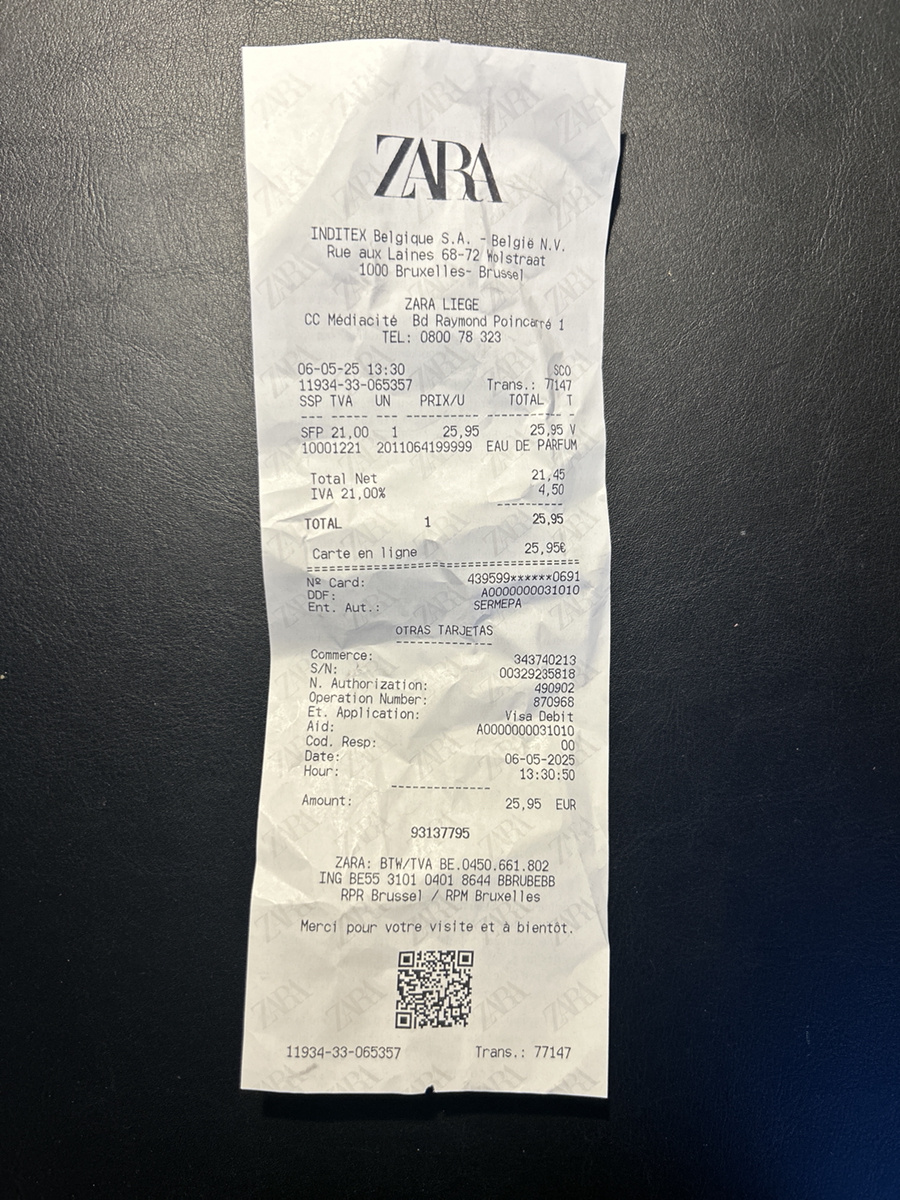 ZARA
INDITEX Belgique S.A. - België N.V.
Rue aux Laines 68-72 Wolstraat
1000 Bruxelles- Brussel
ZARA LIEGE
CC Médiacité Bd Raymond Poincarré 1
TEL: 0800 78 323
06-05-25 13:30 SCO
11934-33-065357 Trans.: 77147
SSP TVA UN PRIX/U TOTAL T
SFP 21,00 1 25,95 25,95 V
10001221 2011064199999 EAU DE PARFUM
Total Net 21,45
IVA 21,00% 4,50
TOTAL 1 25,95
Carte en ligne 25,95€
Nº Card: 439599******0691
DDF: A0000000031010
Ent. Aut.: SERMEPA
OTRAS TARJETAS
Commerce: 343740213
S/N: 00329235818
N. Authorization: 490902
Operation Number: 870968
Et. Application: Visa Debit
Aid: A0000000031010
Cod. Resp: 00
Date: 06-05-2025
Hour: 13:30:50
Amount: 25,95 EUR
93137795
ZARA: BTW/TVA BE.0450.661.802
ING BE55 3101 0401 8644 BBRUBEBB
RPR Brussel / RPM Bruxelles
Merci pour votre visite et à bientôt.
11934-33-065357 Trans.: 77147